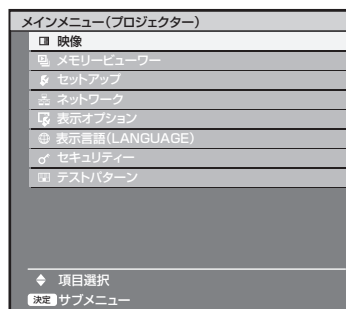 メインメニュー(プロジェクター)
映像
メモリービューワー
セットアップ
ネットワーク
表示オプション
表示言語(LANGUAGE)
セキュリティー
テストパターン
項目選択
決定 サブメニュー